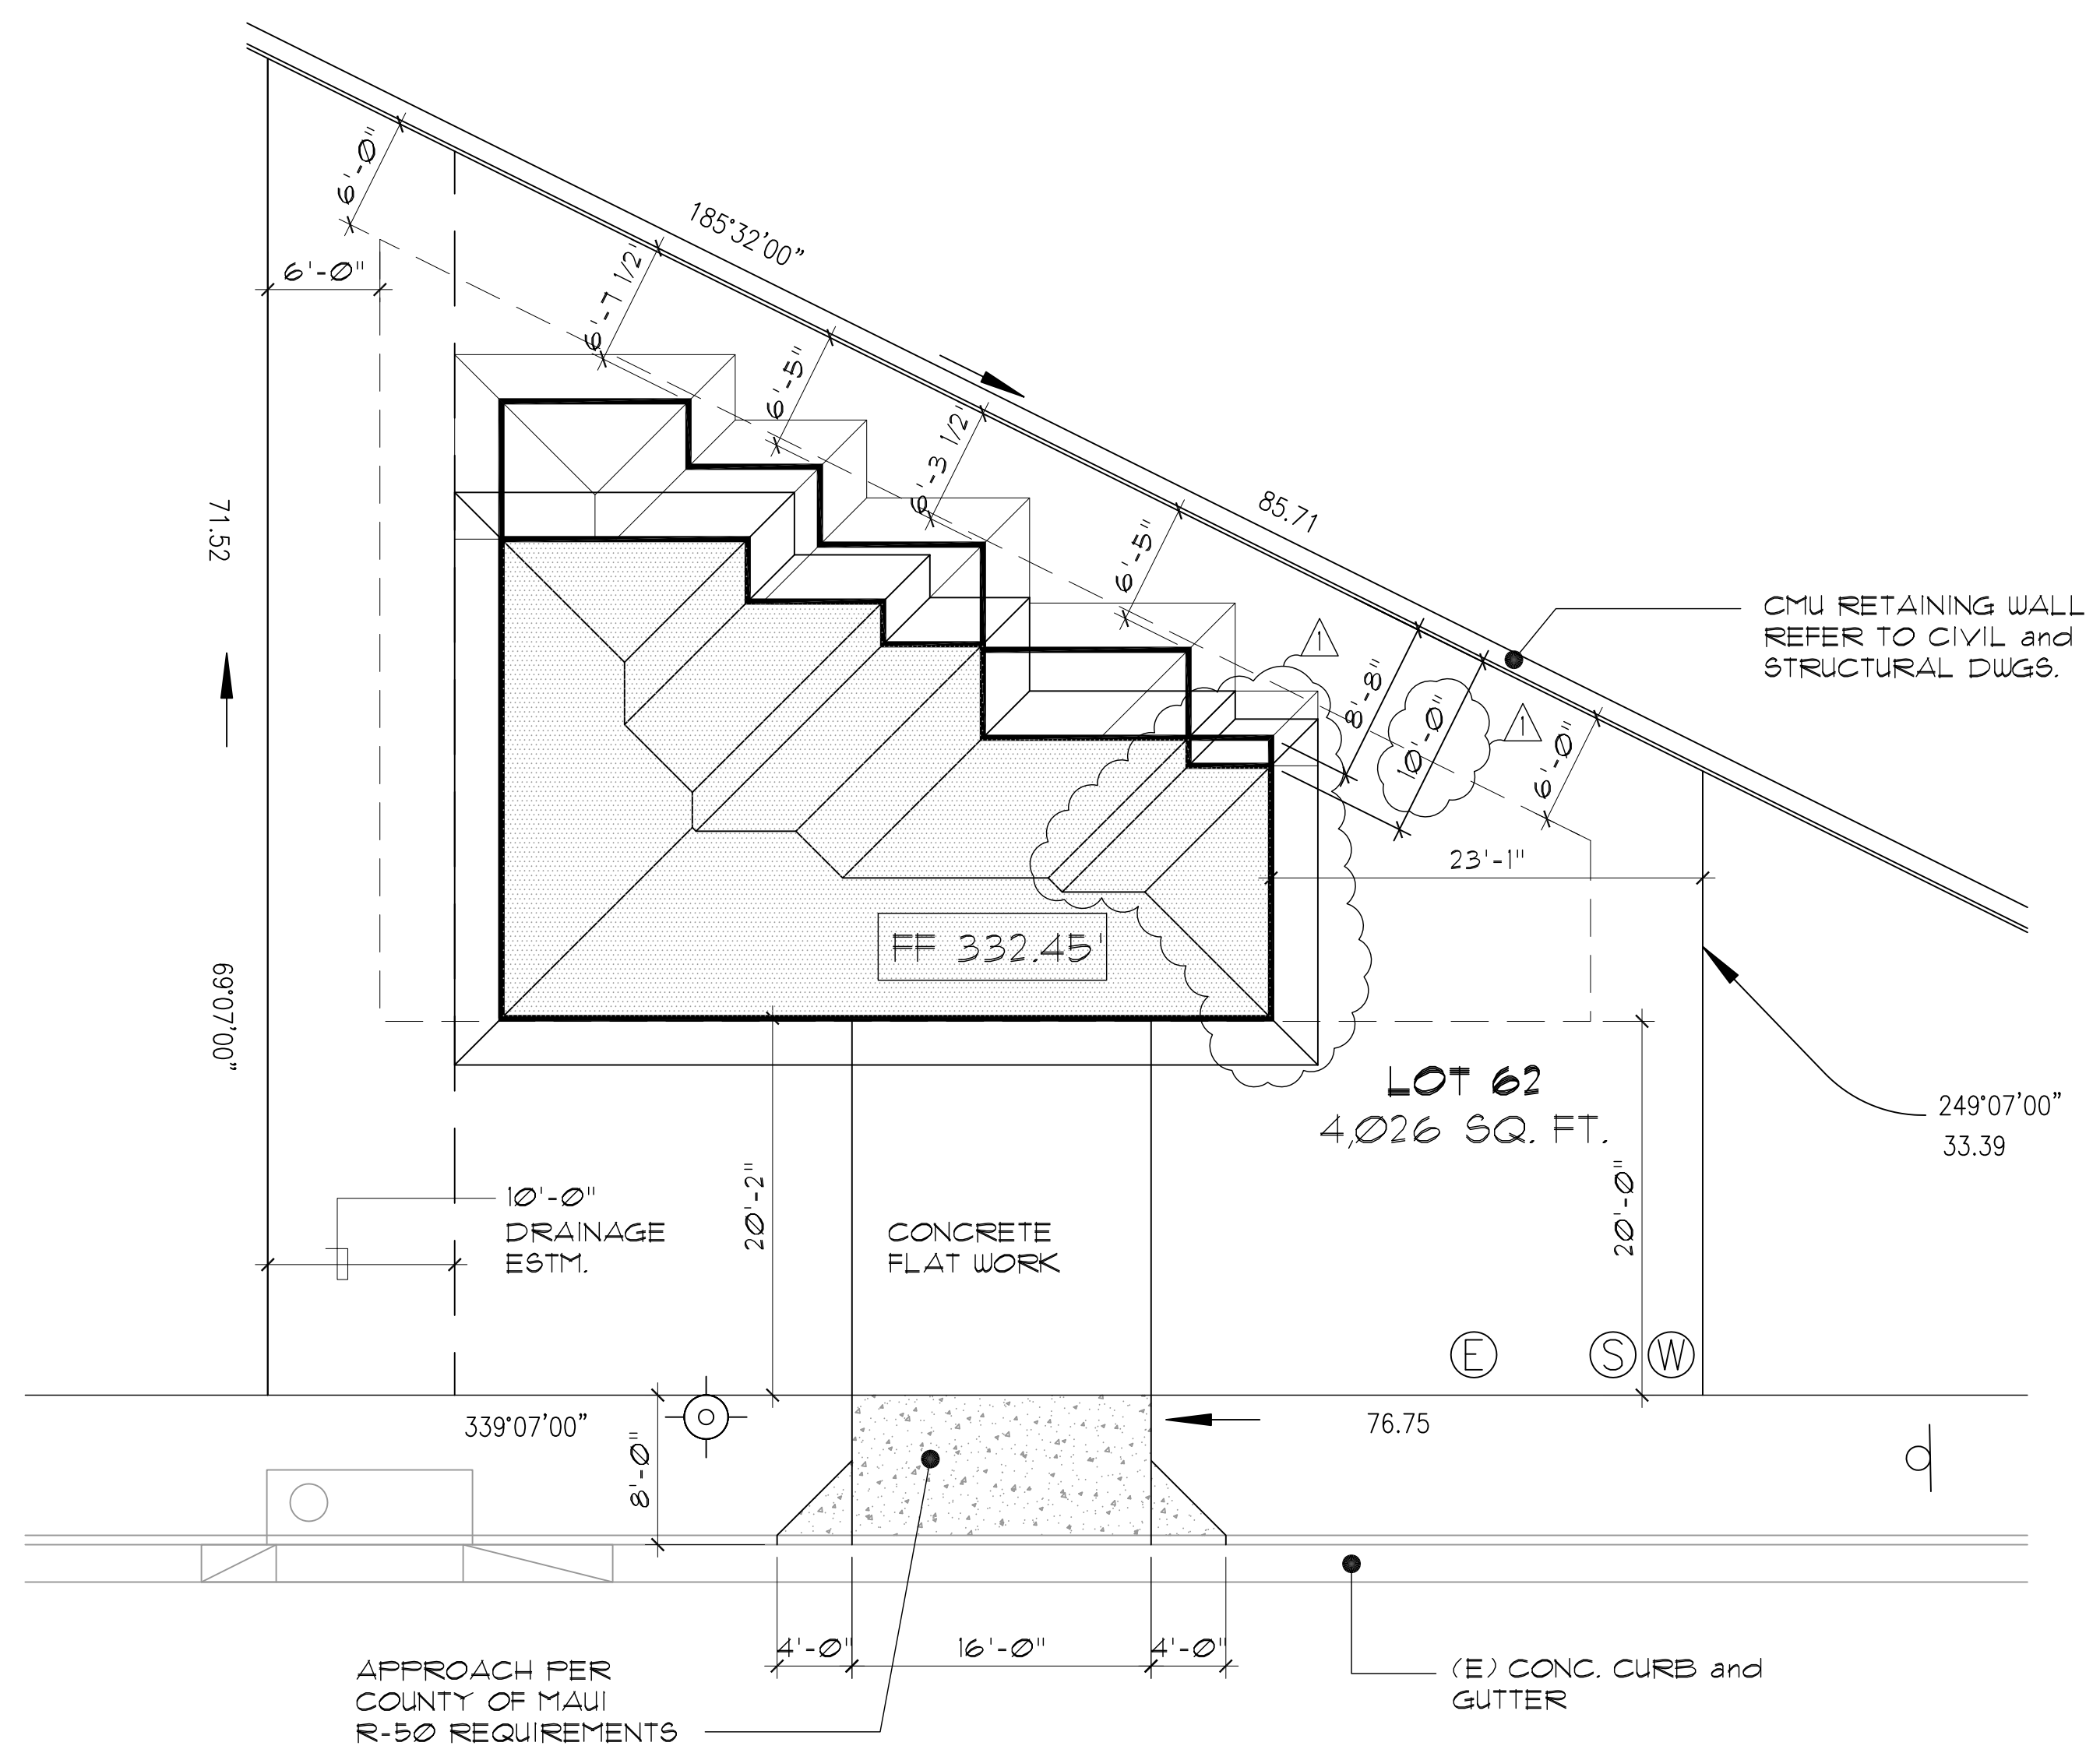 6'-0"
185°32'00"
6'-0"
6'-7 1/2"
6'-5"
6'-3 1/2"
85.71
6'-5"
71.52
CMU RETAINING WALL
REFER TO CIVIL and
STRUCTURAL DWGS.
1
8'-8"
10'-0"
1
6'-0"
23'-1"
FF 332.45'
69°07'00"
LOT 62
4,026 SQ. FT.
249°07'00"
33.39
10'-0"
DRAINAGE
ESTM.
20'-2"
CONCRETE
FLAT WORK
20'-0"
E
S
W
339°07'00"
76.75
8'-0"
4'-0"
16'-0"
4'-0"
APPROACH PER
COUNTY OF MAUI
R-50 REQUIREMENTS
(E) CONC. CURB and
GUTTER